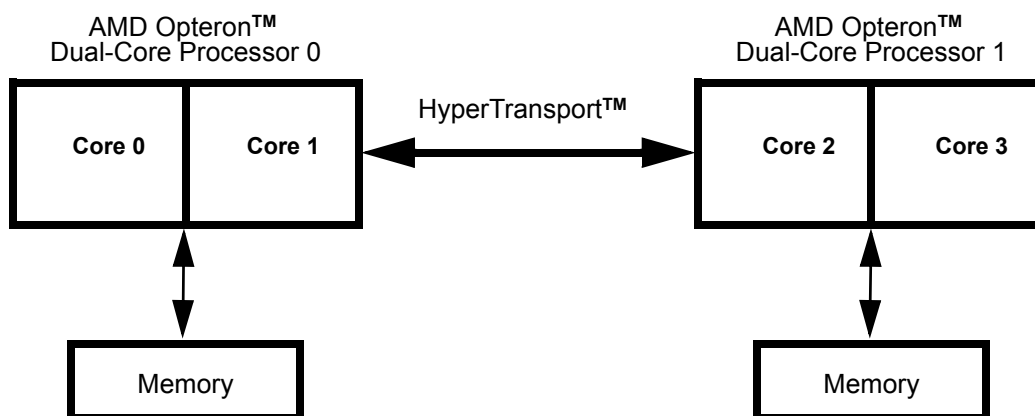 AMD Opteron™
Dual-Core Processor 0
AMD Opteron™
Dual-Core Processor 1
HyperTransport™
Core 0
Core 1
Core 2
Core 3
Memory
Memory